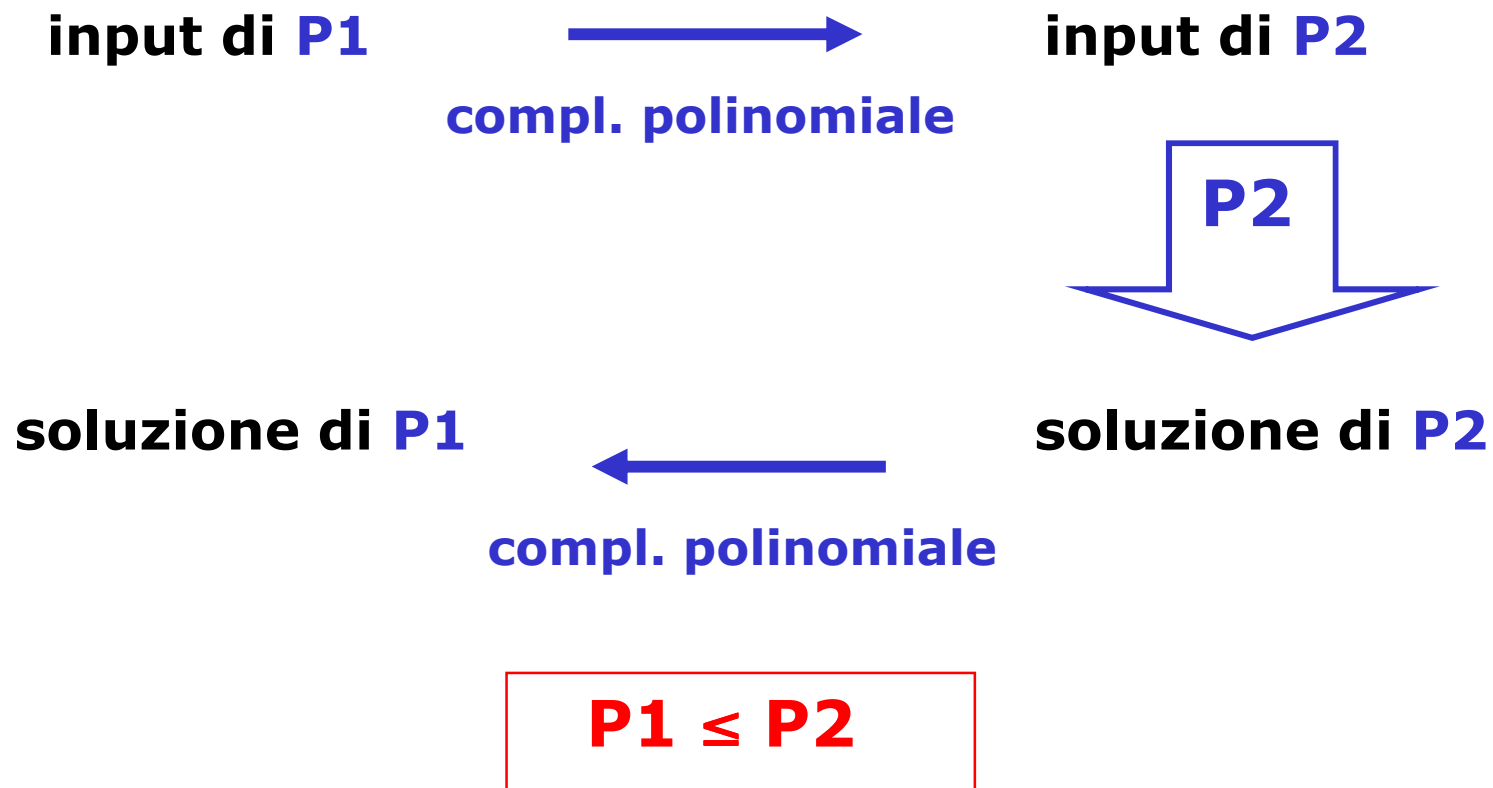 input di P1
input di P2
compl. polinomiale
P2
soluzione di P1
soluzione di P2
compl. polinomiale
P1 ≤ P2